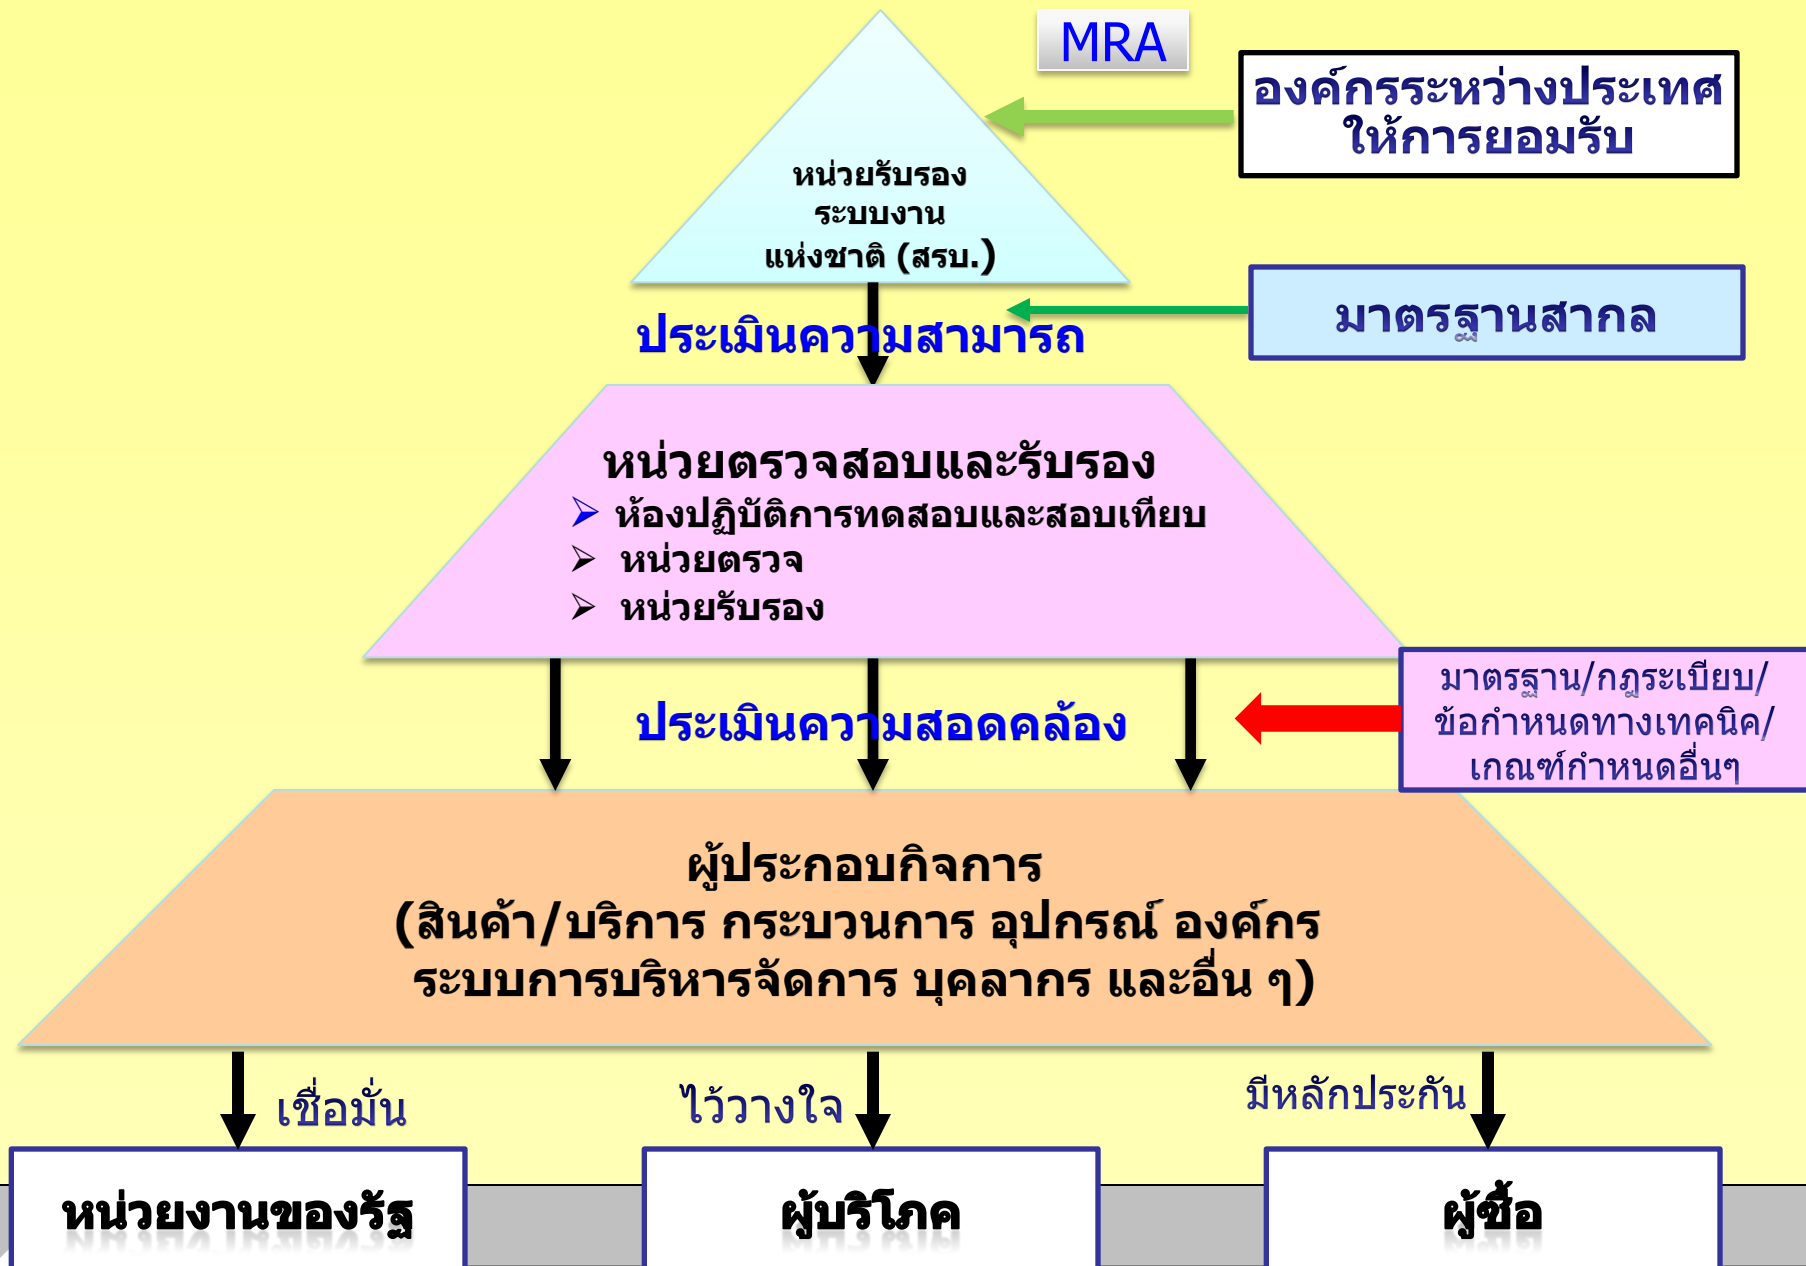 MRA
องค์กรระหว่างประเทศ
ให้การยอมรับ
หน่วยรับรอง
ระบบงาน
แห่งชาติ (สรบ.)
มาตรฐานสากล
ประเมินความสามารถ
หน่วยตรวจสอบและรับรอง
➢ ห้องปฏิบัติการทดสอบและสอบเทียบ
➢ หน่วยตรวจ
➢ หน่วยรับรอง
มาตรฐาน/กฎระเบียบ/
ข้อกำหนดทางเทคนิค/
เกณฑ์กำหนดอื่นๆ
ประเมินความสอดคล้อง
ผู้ประกอบกิจการ
(สินค้า/บริการ กระบวนการ อุปกรณ์ องค์กร
ระบบการบริหารจัดการ บุคลากร และอื่น ๆ)
เชื่อมั่น
ไว้วางใจ
มีหลักประกัน
หน่วยงานของรัฐ
ผู้บริโภค
ผู้ซื้อ